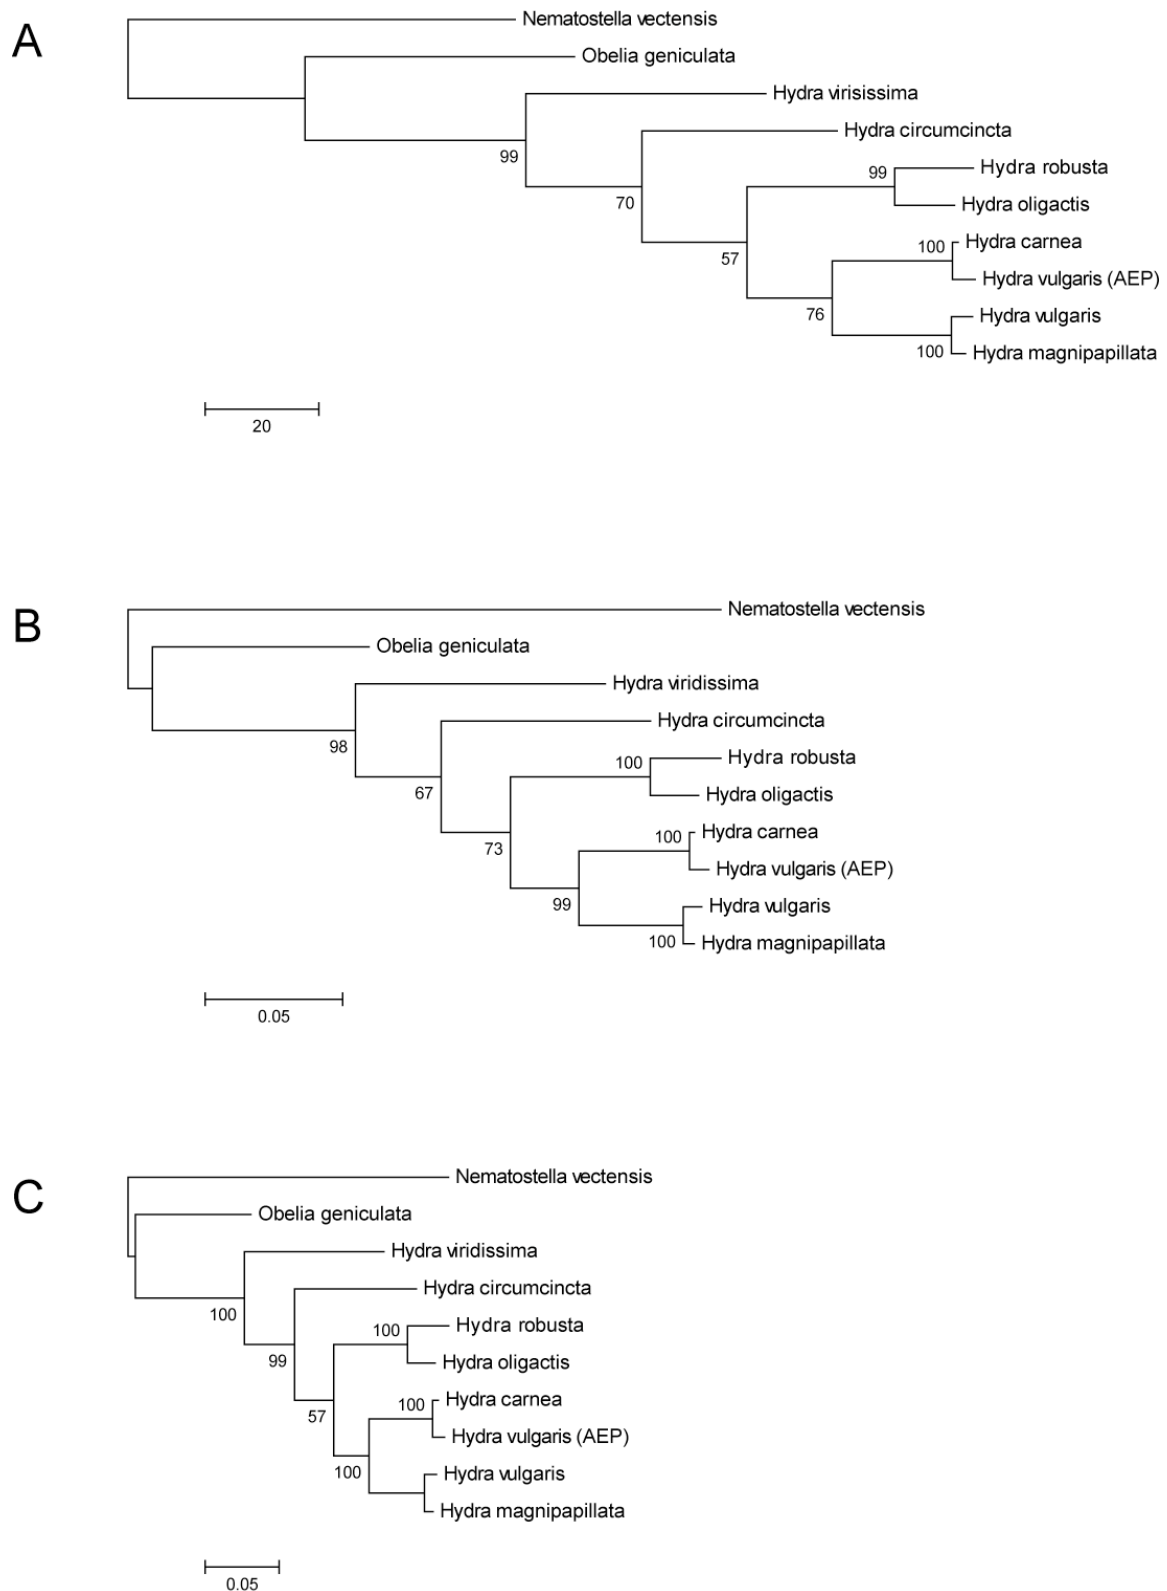 A
Nematostella vectensis
Obelia geniculata
Hydra virisissima
Hydra circumcincta
99
Hydra robusta
99
70
Hydra oligactis
Hydra carnea
100
57
Hydra vulgaris (AEP)
76
Hydra vulgaris
100
Hydra magnipapillata
20
B
Nematostella vectensis
Obelia geniculata
Hydra viridissima
Hydra circumcincta
98
Hydra robusta
100
67
Hydra oligactis
Hydra carnea
100
73
Hydra vulgaris (AEP)
99
Hydra vulgaris
100
Hydra magnipapillata
0.05
C
Nematostella vectensis
Obelia geniculata
Hydra viridissima
Hydra circumcincta
100
Hydra robusta
100
99
Hydra oligactis
Hydra carnea
100
57
Hydra vulgaris (AEP)
100
Hydra vulgaris
Hydra magnipapillata
0.05